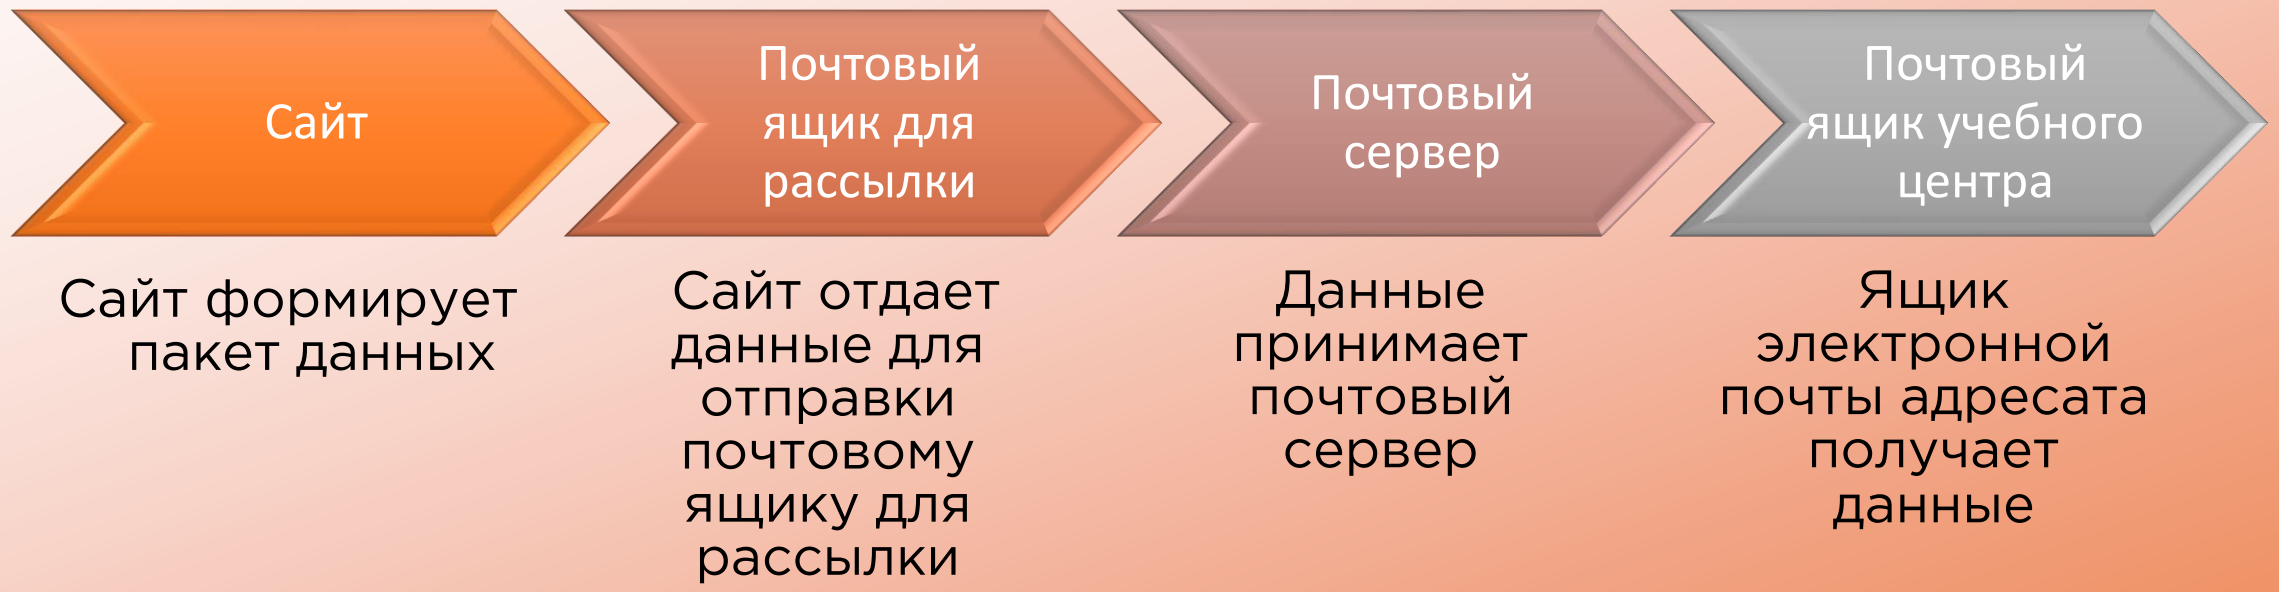 Сайт
Почтовый
ящик для
рассылки
Почтовый
сервер
Почтовый
ящик учебного
центра
Сайт формирует
пакет данных
Сайт отдает
данные для
отправки
почтовому
ящику для
рассылки
Данные
принимает
почтовый
сервер
Ящик
электронной
почты адресата
получает
данные